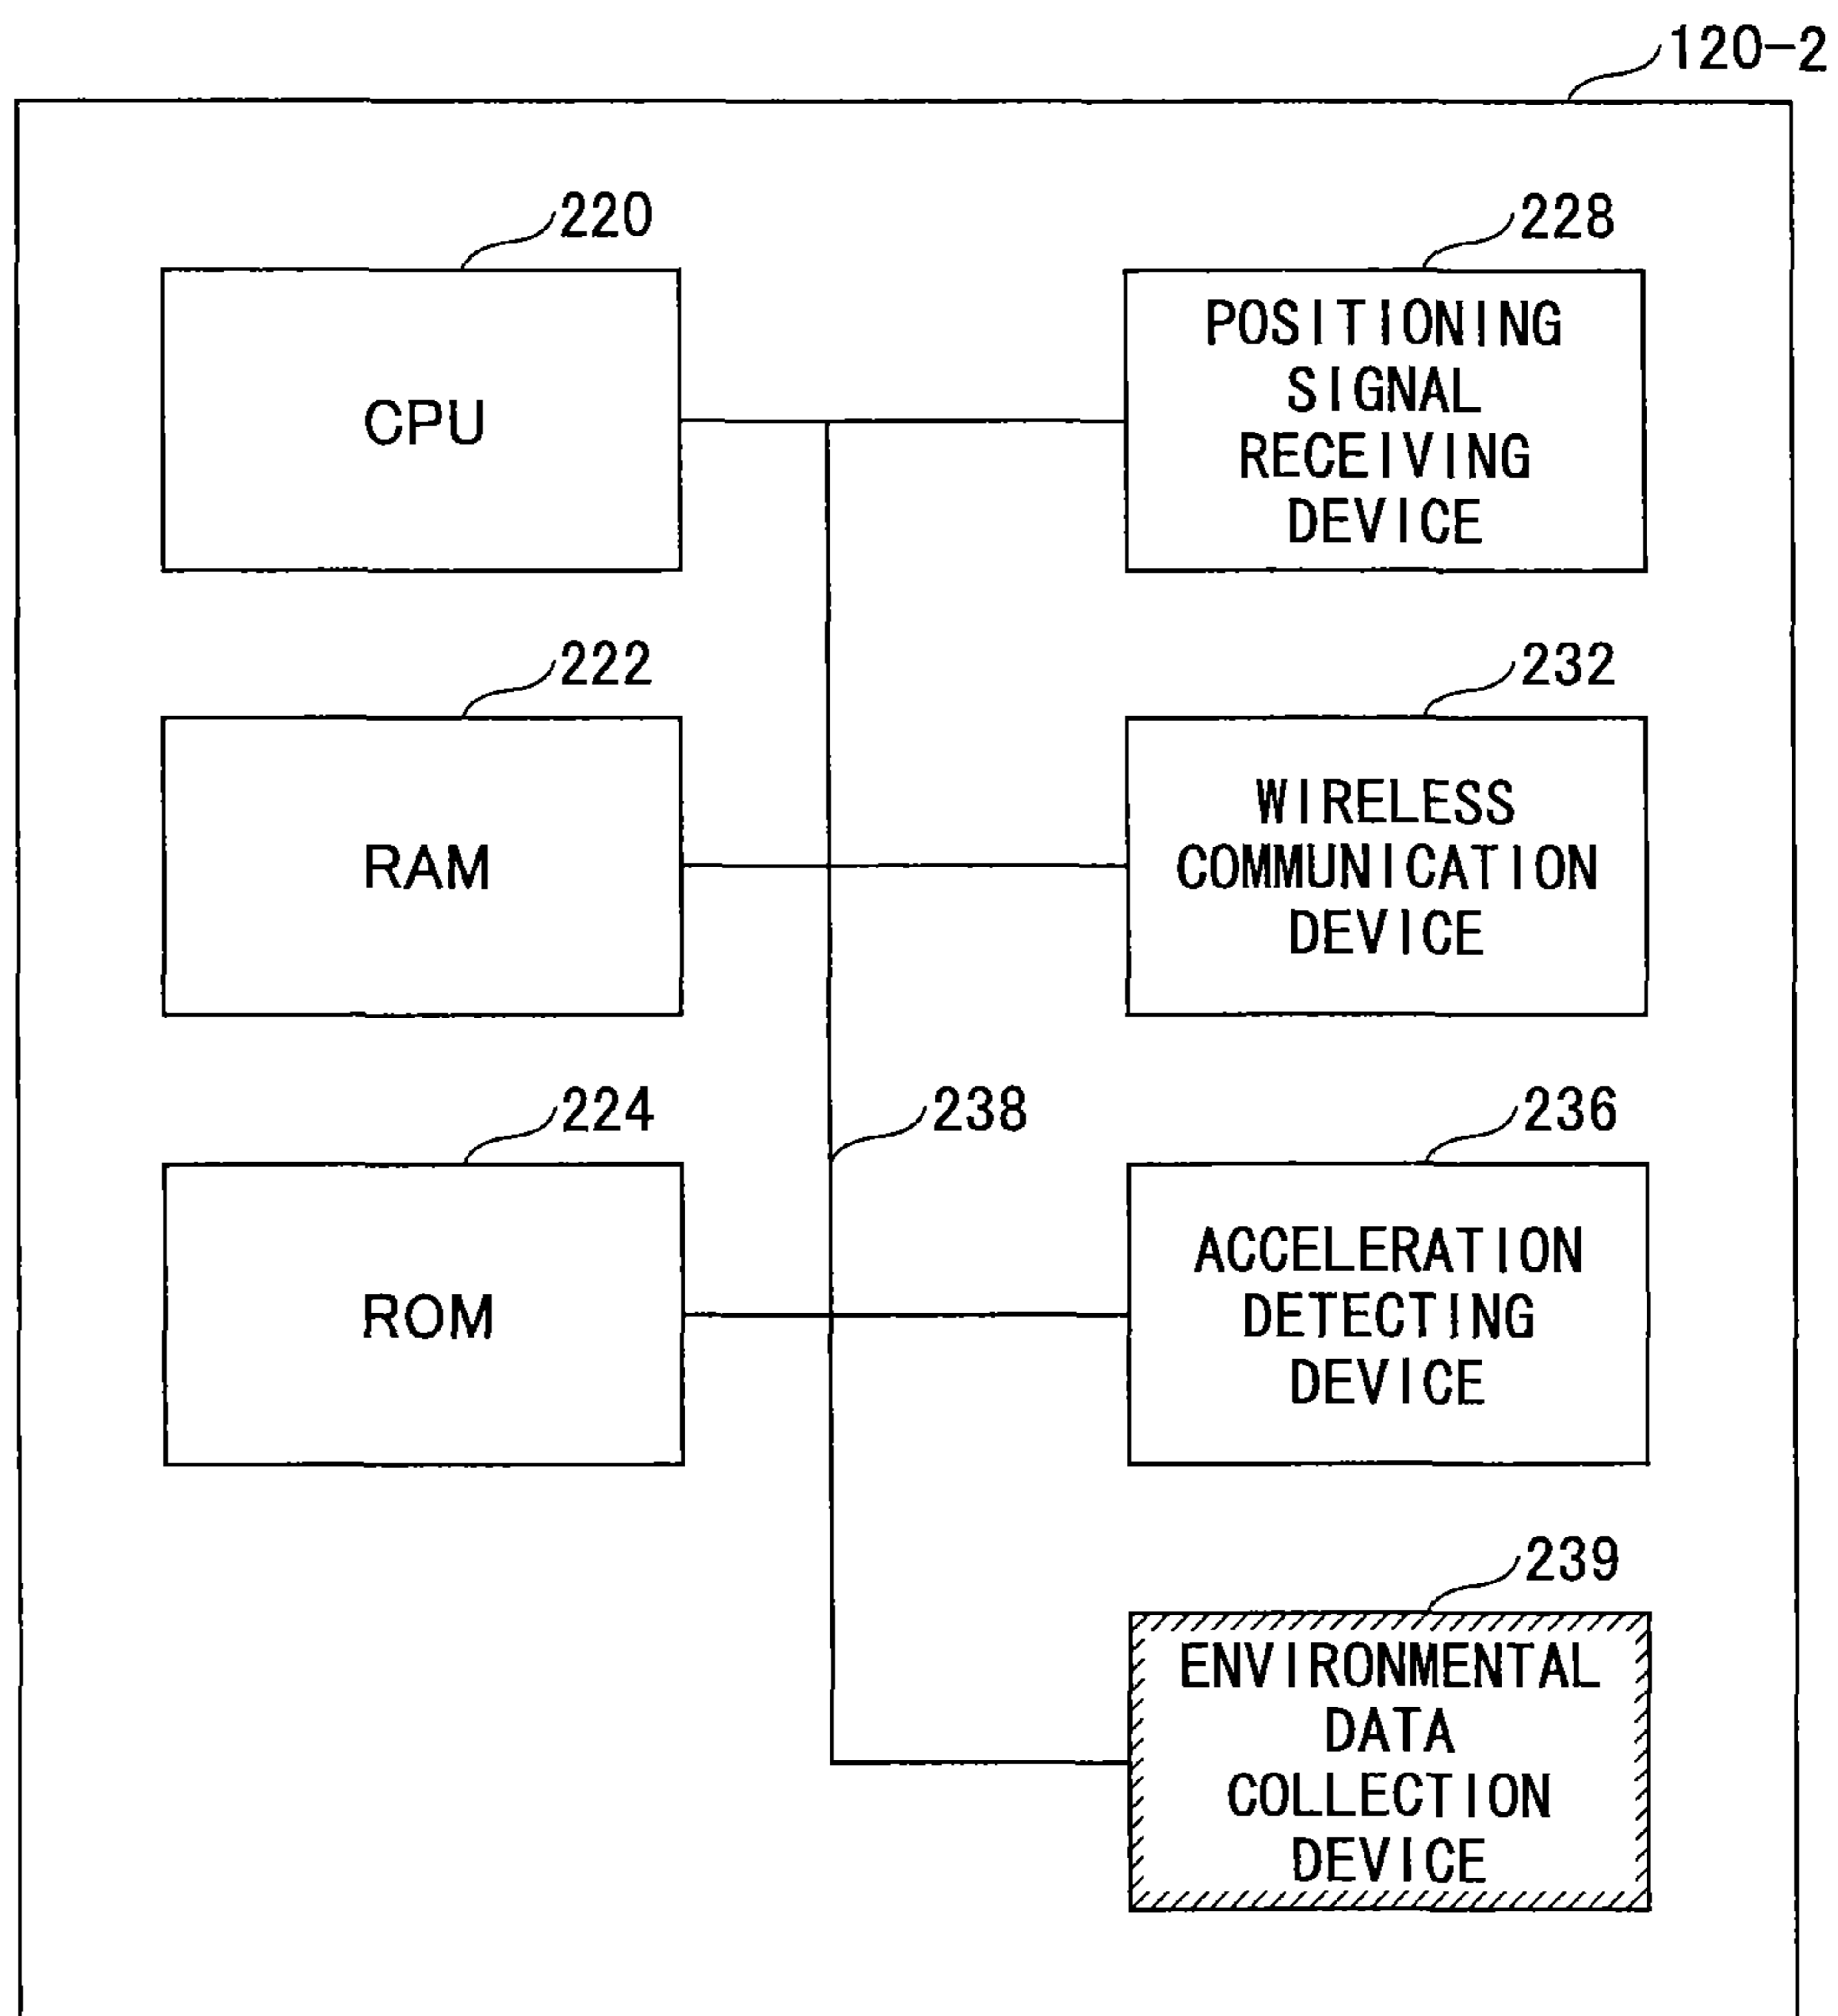 120-2
220
CPU
228
POSITIONING
SIGNAL
RECEIVING
DEVICE
222
RAM
232
WIRELESS
COMMUNICATION
DEVICE
224
ROM
238
236
ACCELERATION
DETECTING
DEVICE
239
ENVIRONMENTAL
DATA
COLLECTION
DEVICE